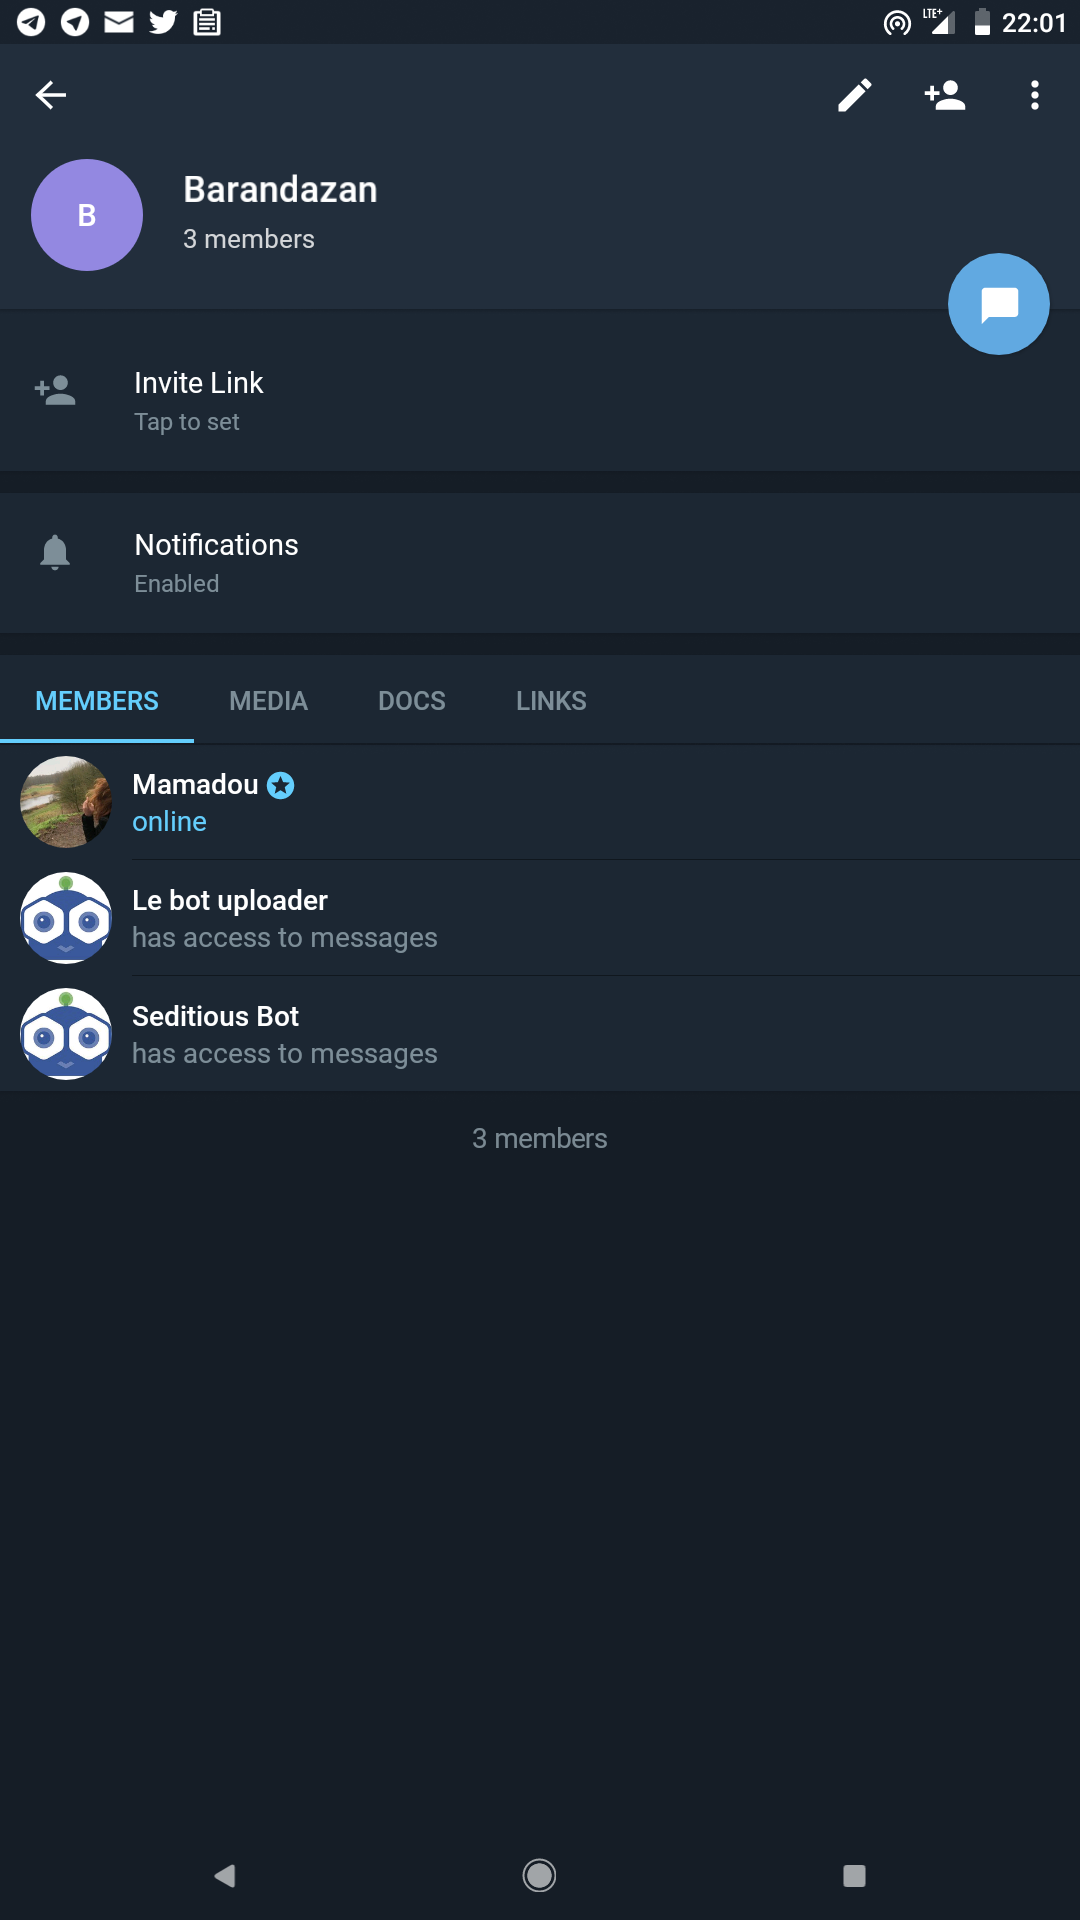 LTE+ 22:01
B
Barandazan
3 members
Invite Link
Tap to set
Notifications
Enabled
MEMBERS MEDIA DOCS LINKS
Mamadou
online
Le bot uploader
has access to messages
Seditious Bot
has access to messages
3 members